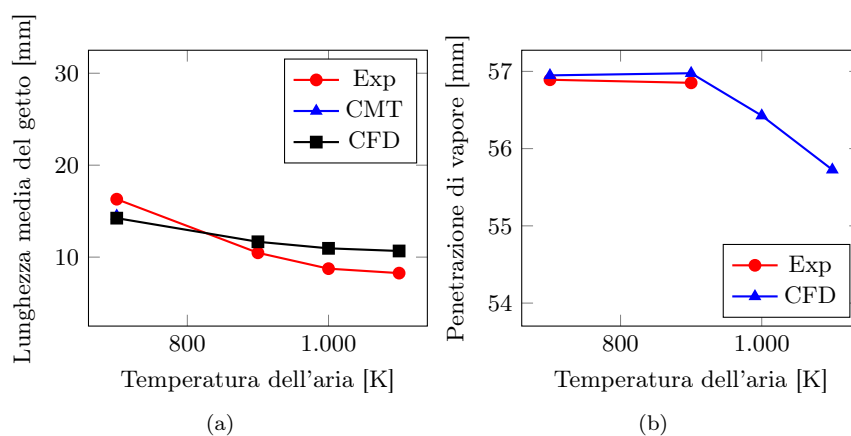 Lunghezza media del getto [mm]
30
20
10
Exp
CMT
CFD
800
1.000
Temperatura dell'aria [K]
(a)
Penetrazione di vapore [mm]
57
56
55
54
Exp
CFD
800
1.000
Temperatura dell'aria [K]
(b)